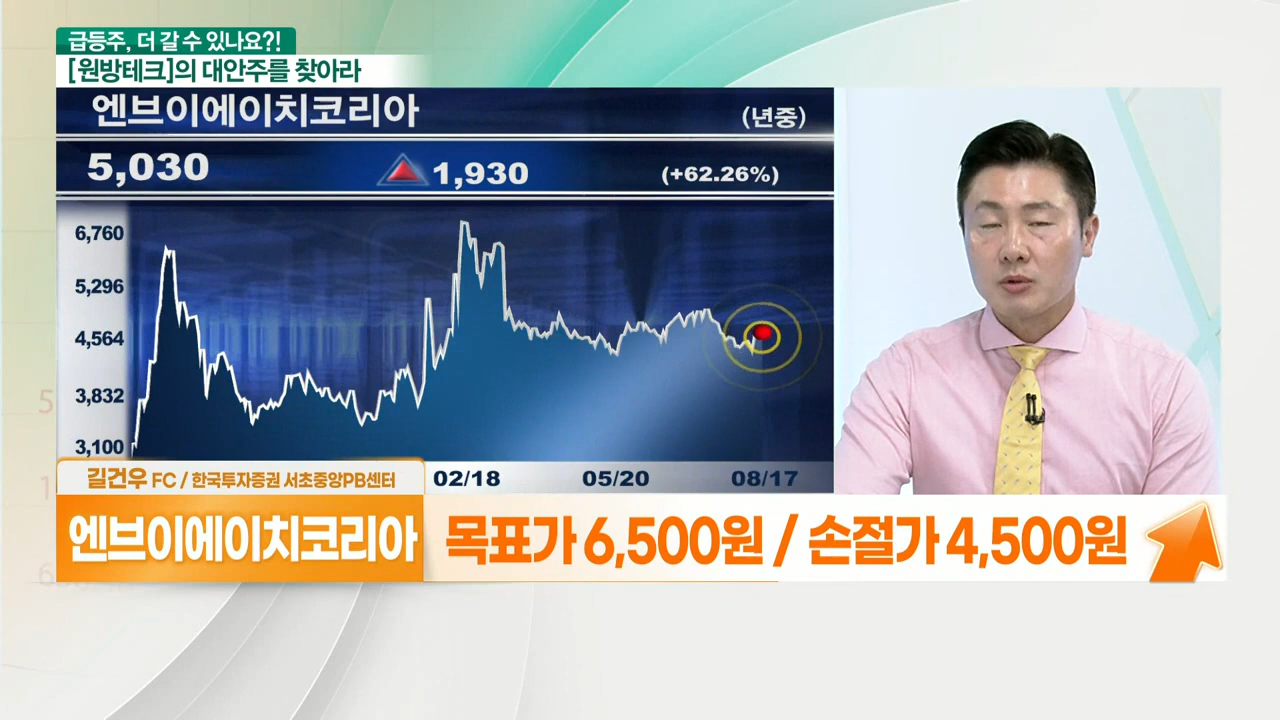 급등주, 더 갈 수 있나요?!
[원방테크]의 대안주를 찾아라
엔브이에이치코리아 (년중)
5,030 1,930 (+62.26%)
6,760
5,296
4,564
3,832
3,100
02/18 05/20 08/17
길건우 FC / 한국투자증권 서초중앙PB센터
엔브이에이치코리아 목표가 6,500원 / 손절가 4,500원